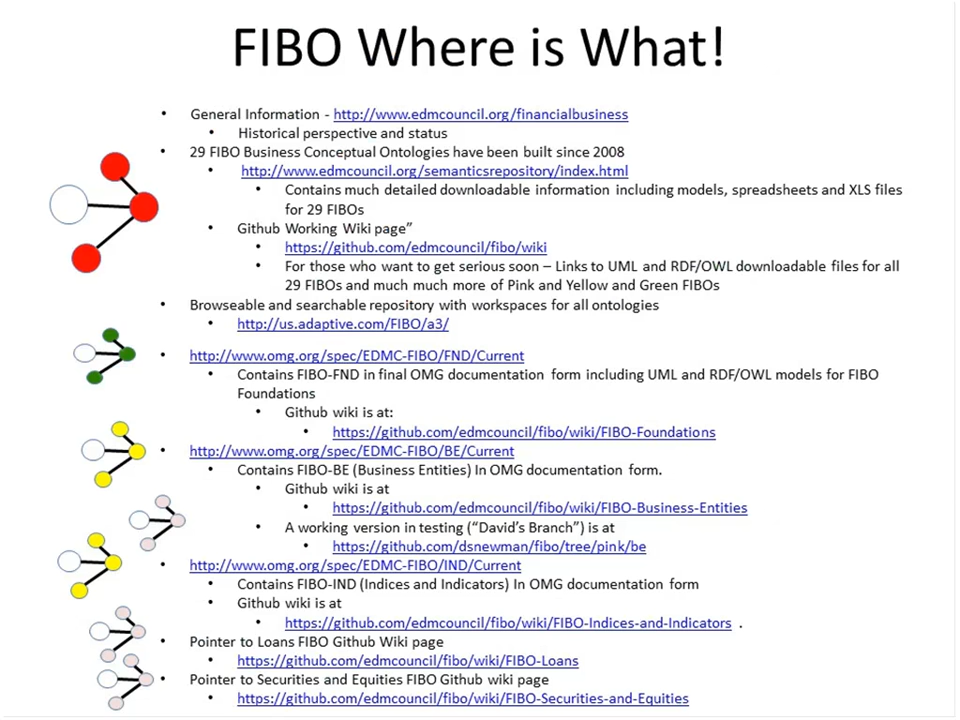 FIBO Where is What!
• General Information - http://www.edmcouncil.org/financialbusiness
• Historical perspective and status
• 29 FIBO Business Conceptual Ontologies have been built since 2008
• http://www.edmcouncil.org/semanticsrepository/index.html
• Contains much detailed downloadable information including models, spreadsheets and XLS files
for 29 FIBOs
• Github Working Wiki page”
• https://github.com/edmcouncil/fibo/wiki
• For those who want to get serious soon – Links to UML and RDF/OWL downloadable files for all
29 FIBOs and much much more of Pink and Yellow and Green FIBOs
• Browseable and searchable repository with workspaces for all ontologies
• http://us.adaptive.com/FIBO/a3/
• http://www.omg.org/spec/EDMC-FIBO/FND/Current
• Contains FIBO-FND in final OMG documentation form including UML and RDF/OWL models for FIBO
Foundations
• Github wiki is at:
• https://github.com/edmcouncil/fibo/wiki/FIBO-Foundations
• http://www.omg.org/spec/EDMC-FIBO/BE/Current
• Contains FIBO-BE (Business Entities) In OMG documentation form.
• Github wiki is at
• https://github.com/edmcouncil/fibo/wiki/FIBO-Business-Entities
• A working version in testing (“David’s Branch”) is at
• https://github.com/dsnewman/fibo/tree/pink/be
• http://www.omg.org/spec/EDMC-FIBO/IND/Current
• Contains FIBO-IND (Indices and Indicators) In OMG documentation form
• Github wiki is at
• https://github.com/edmcouncil/fibo/wiki/FIBO-Indices-and-Indicators .
• Pointer to Loans FIBO Github Wiki page
• https://github.com/edmcouncil/fibo/wiki/FIBO-Loans
• Pointer to Securities and Equities FIBO Github wiki page
• https://github.com/edmcouncil/fibo/wiki/FIBO-Securities-and-Equities